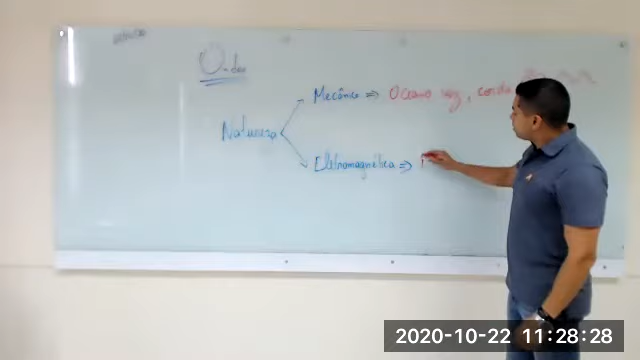 Ondas
Mecânica => Oceano, voz, corda
Natureza
Eletromagnética =>
2020-10-22 11:28:28